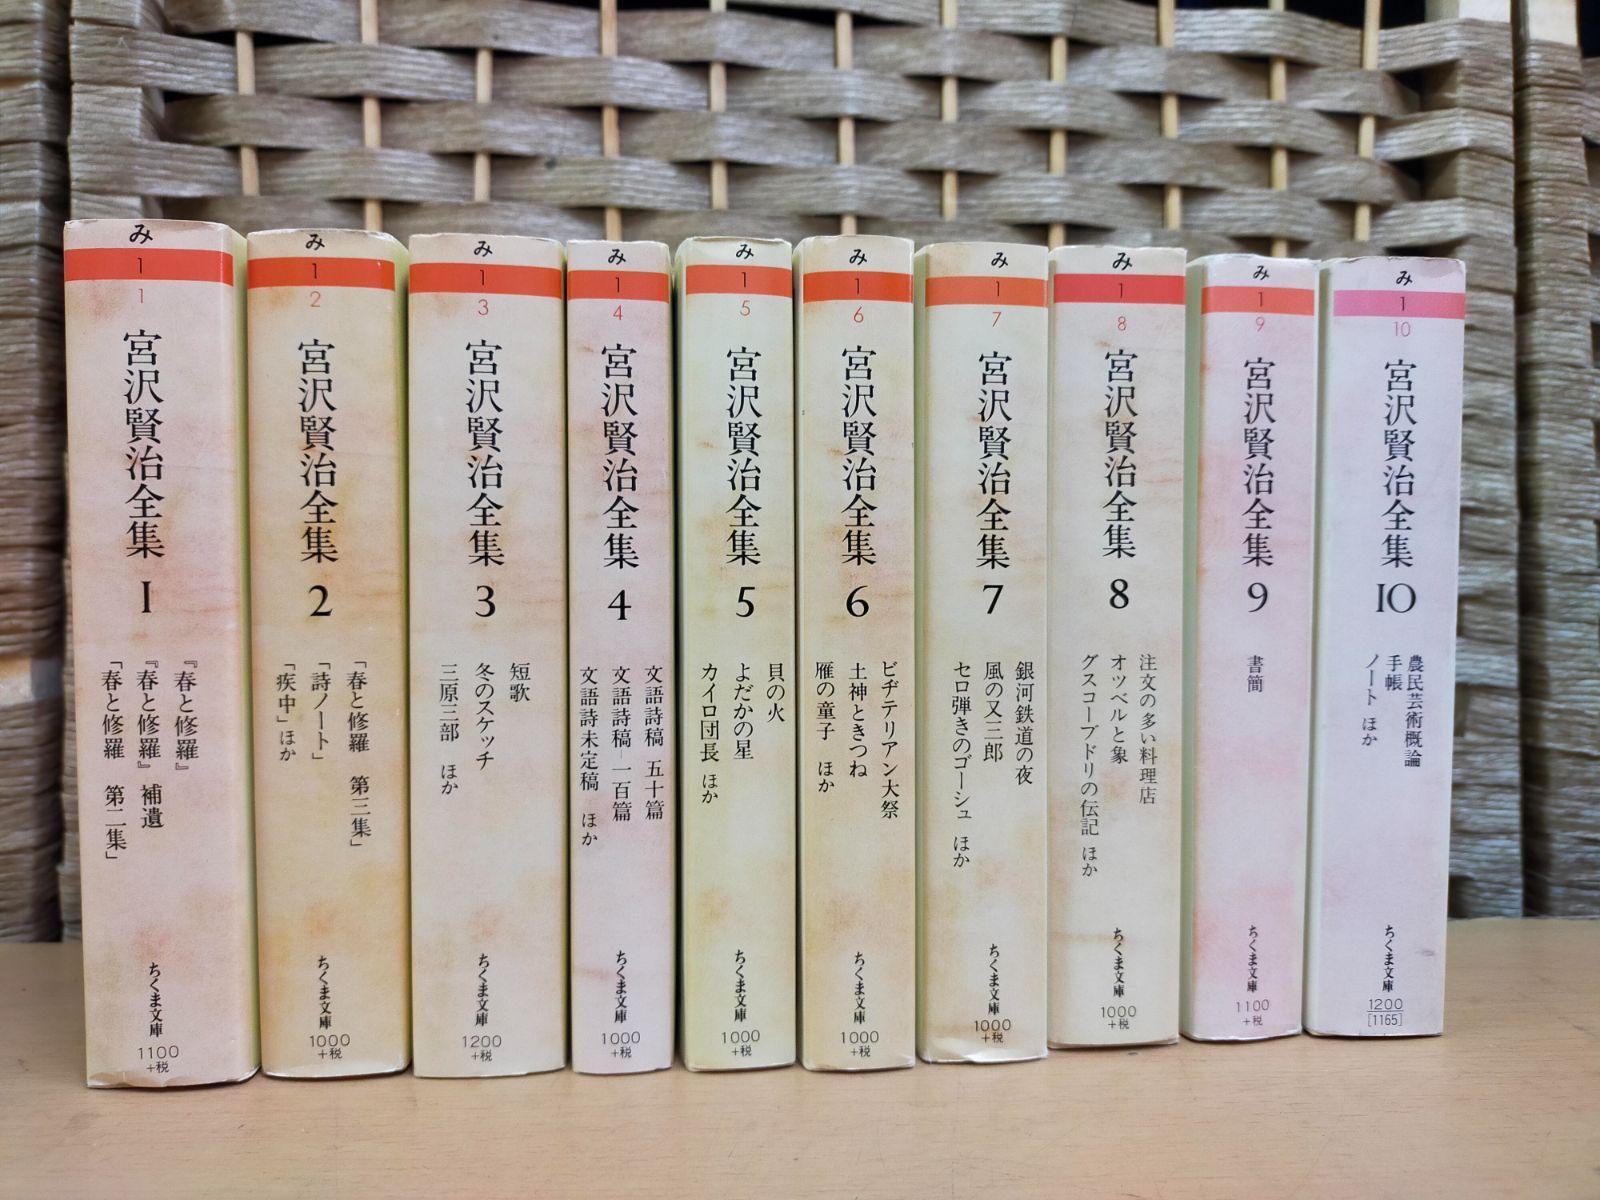 み
1
1
宮沢賢治全集 1
『春と修羅』
『春と修羅』補遺
「春と修羅 第二集」
ちくま文庫
1100
+税
み
1
2
宮沢賢治全集 2
「春と修羅 第三集」
「詩ノート」
「疾中」ほか
ちくま文庫
1000
+税
み
1
3
宮沢賢治全集 3
短歌
冬のスケッチ
三原三部 ほか
ちくま文庫
1200
+税
み
1
4
宮沢賢治全集 4
文語詩稿 五十篇
文語詩稿 一百篇
文語詩未定稿 ほか
ちくま文庫
1000
+税
み
1
5
宮沢賢治全集 5
貝の火
よだかの星
カイロ団長 ほか
ちくま文庫
1000
+税
み
1
6
宮沢賢治全集 6
ビヂテリアン大祭
土神ときつね
雁の童子 ほか
ちくま文庫
1000
+税
み
1
7
宮沢賢治全集 7
銀河鉄道の夜
風の又三郎
セロ弾きのゴーシュ ほか
ちくま文庫
1000
+税
み
1
8
宮沢賢治全集 8
注文の多い料理店
オツベルと象
グスコーブドリの伝記 ほか
ちくま文庫
1000
+税
み
1
9
宮沢賢治全集 9
書簡
ちくま文庫
1100
+税
み
1
10
宮沢賢治全集 10
農民芸術概論
手帳
ノート ほか
ちくま文庫
1200
[1165]